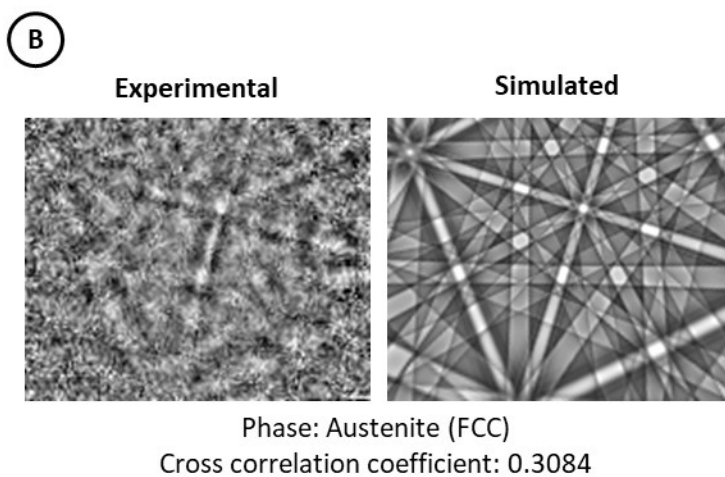 B
Experimental
Simulated
Phase: Austenite (FCC)
Cross correlation coefficient: 0.3084